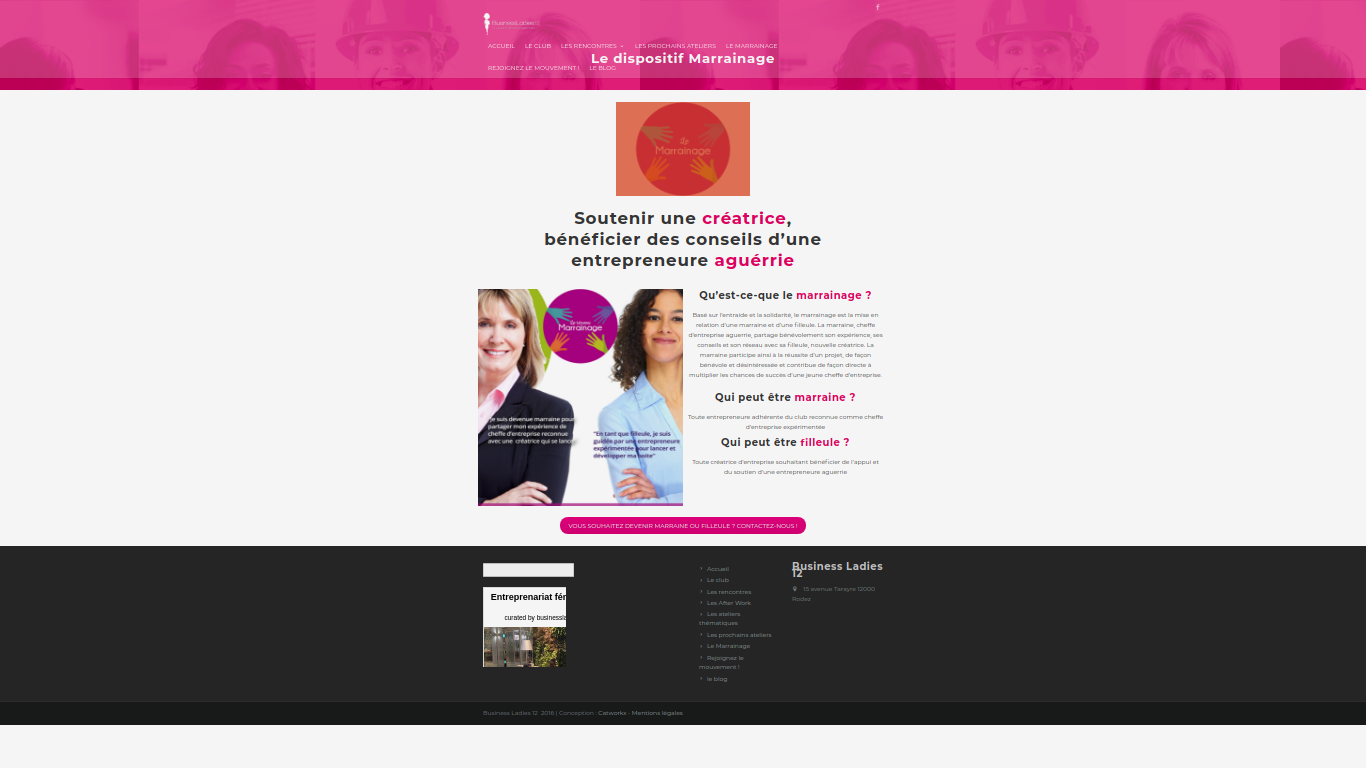 BusinessLadies12
ACCUEIL LE CLUB LES RENCONTRES LES PROCHAINS ATELIERS LE MARRAINAGE
Le dispositif Marrainage
REJOIGNEZ LE MOUVEMENT ! LE BLOG
Marrainage
Soutenir une créatrice,
bénéficier des conseils d’une
entrepreneure aguérrie
Marrainage
Je suis devenue marraine pour
partager mon expérience de
cheffe d'entreprise reconnue
avec une créatrice qui se lance
"En tant que filleule, je suis
guidée par une entrepreneure
expérimentée pour lancer et
développer ma boite"
Qu’est-ce-que le marrainage ?
Basé sur l’entraide et la solidarité, le marrainage est la mise en
relation d’une marraine et d’une filleule. La marraine, cheffe
d’entreprise aguerrie, partage bénévolement son expérience, ses
conseils et son réseau avec sa filleule, nouvelle créatrice. La
marraine participe ainsi à la réussite d’un projet, de façon
bénévole et désintéressée et contribue de façon directe à
multiplier les chances de succès d’une jeune cheffe d’entreprise.
Qui peut être marraine ?
Toute entrepreneure adhérente du club reconnue comme cheffe
d’entreprise expérimentée
Qui peut être filleule ?
Toute créatrice d’entreprise souhaitant bénéficier de l’appui et
du soutien d’une entrepreneure aguerrie
VOUS SOUHAITEZ DEVENIR MARRAINE OU FILLEULE ? CONTACTEZ-NOUS !
Entreprenariat fér
curated by businessla
Accueil
Le club
Les rencontres
Les After Work
Les ateliers
thématiques
Les prochains ateliers
Le Marrainage
Rejoignez le
mouvement !
le blog
Business Ladies
12
15 avenue Tarayre 12000
Rodez
Business Ladies 12 2016 | Conception : Catworks - Mentions légales